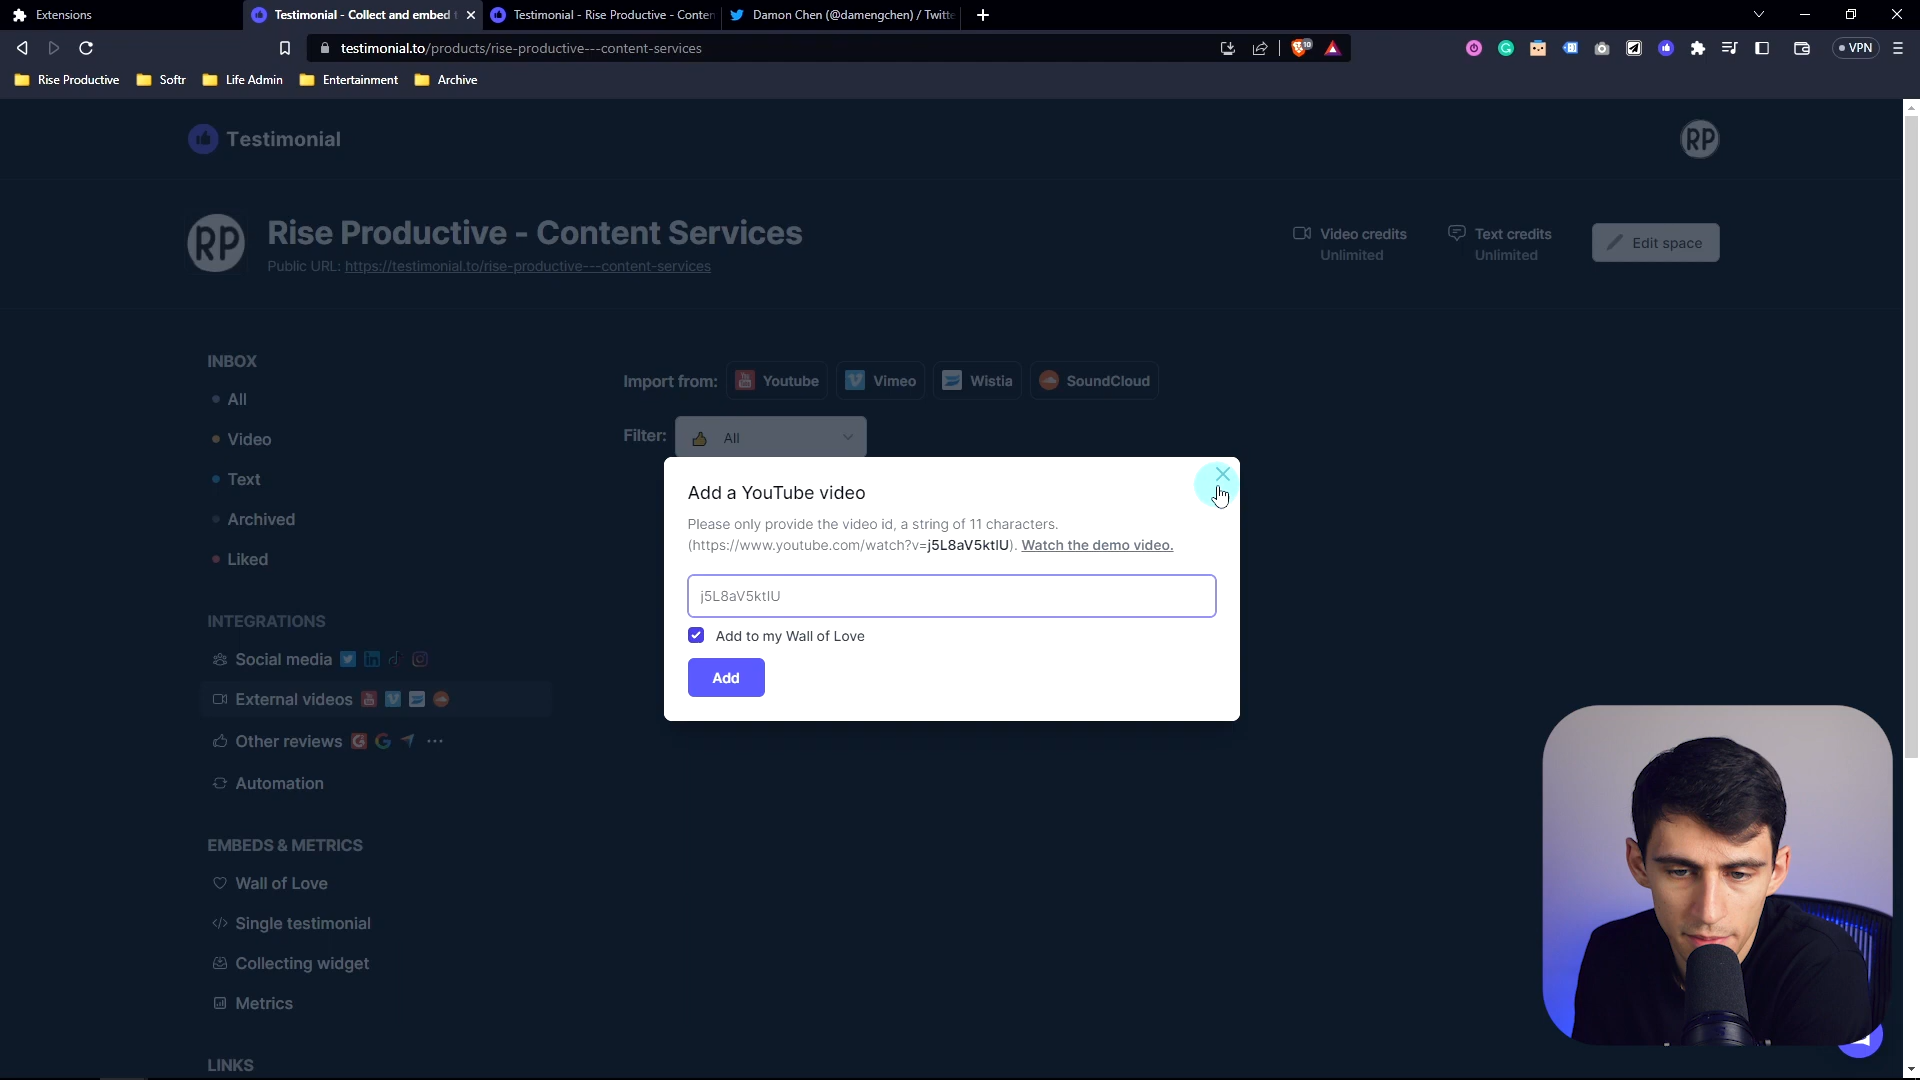 Extensions
Testimonial - Collect and embed
Testimonial - Rise Productive - Conten
Damon Chen (@damengchen) / Twitte
testimonial.to/products/rise-productive---content-services
10
VPN
Rise Productive
Softr
Life Admin
Entertainment
Archive
Testimonial
RP
RP
Rise Productive - Content Services
Public URL: https://testimonial.to/rise-productive---content-services
Video credits
Unlimited
Text credits
Unlimited
Edit space
INBOX
All
Video
Text
Archived
Liked
INTEGRATIONS
Social media
External videos
Other reviews
Automation
EMBEDS & METRICS
Wall of Love
Single testimonial
Collecting widget
Metrics
LINKS
Import from:
Youtube
Vimeo
Wistia
SoundCloud
Filter:
All
Add a YouTube video
Please only provide the video id, a string of 11 characters.
(https://www.youtube.com/watch?v=j5L8aV5ktlU). Watch the demo video.
j5L8aV5ktlU
Add to my Wall of Love
Add